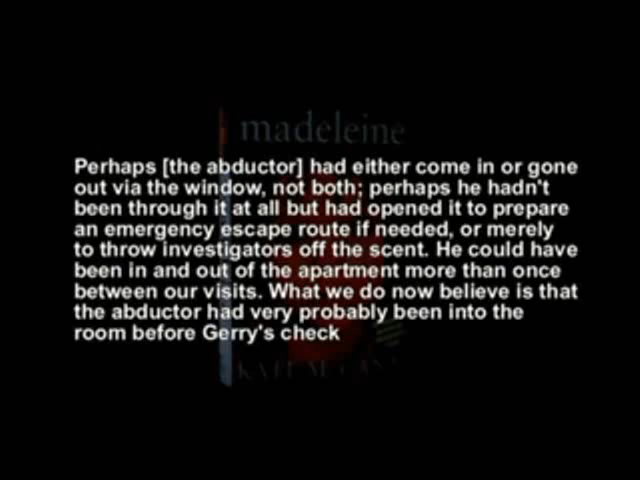 madeleine
Perhaps [the abductor] had either come in or gone
out via the window, not both; perhaps he hadn't
been through it at all but had opened it to prepare
an emergency escape route if needed, or merely
to throw investigators off the scent. He could have
been in and out of the apartment more than once
between our visits. What we do now believe is that
the abductor had very probably been into the
room before Gerry's check